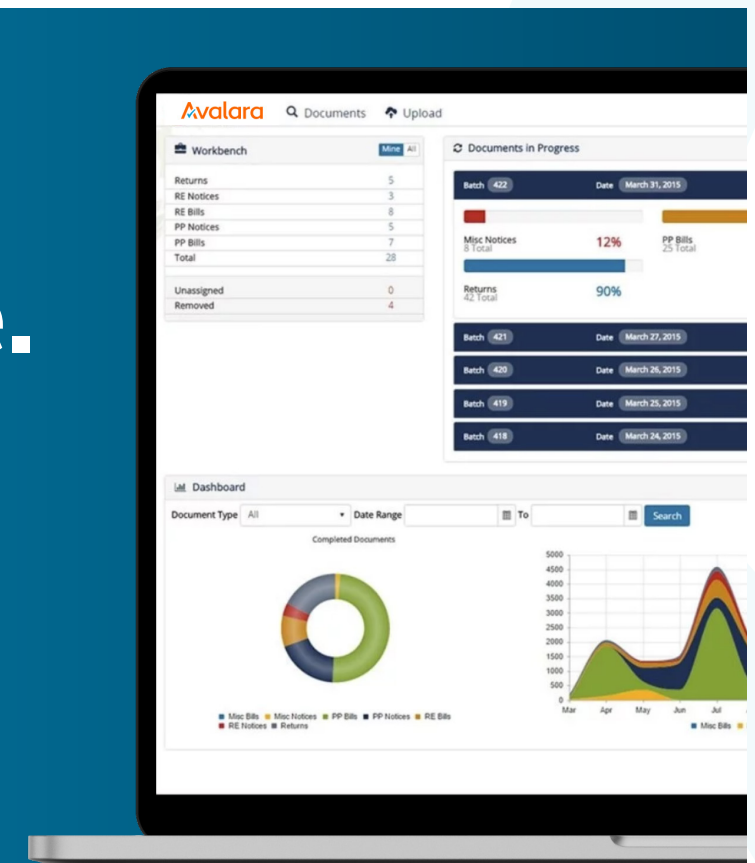 Avalara Documents Upload
Workbench Mine All
Returns 5
RE Notices 3
RE Bills 8
PP Notices 5
PP Bills 7
Total 28
Unassigned 0
Removed 4
Documents in Progress
Batch 422 Date March 31, 2015
Misc Notices 12% PP Bills
8 Total 25 Total
Returns 90%
42 Total
Batch 421 Date March 27, 2015
Batch 420 Date March 26, 2015
Batch 419 Date March 25, 2015
Batch 418 Date March 24, 2015
e.
Dashboard
Document Type All Date Range To Search
Completed Documents
Misc Bills Misc Notices PP Bills PP Notices RE Bills
RE Notices Returns
5000
4500
4000
3500
3000
2500
2000
1500
1000
500
0
Mar Apr May Jun Jul
Misc Bills